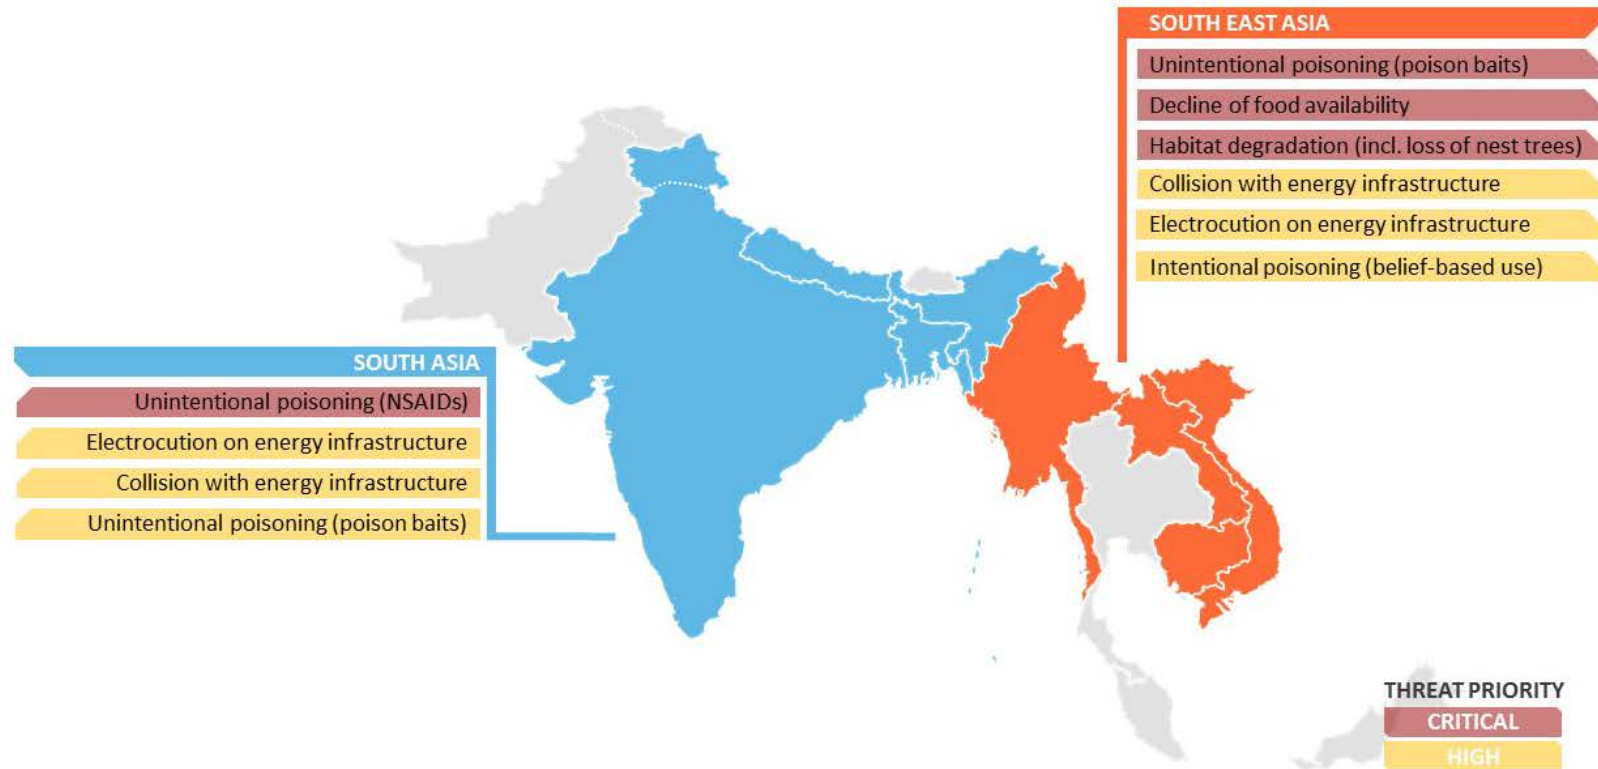 SOUTH EAST ASIA
Unintentional poisoning (poison baits)
Decline of food availability
Habitat degradation (incl. loss of nest trees)
Collision with energy infrastructure
Electrocution on energy infrastructure
Intentional poisoning (belief-based use)
SOUTH ASIA
Unintentional poisoning (NSAIDs)
Electrocution on energy infrastructure
Collision with energy infrastructure
Unintentional poisoning (poison baits)
THREAT PRIORITY
CRITICAL
HIGH